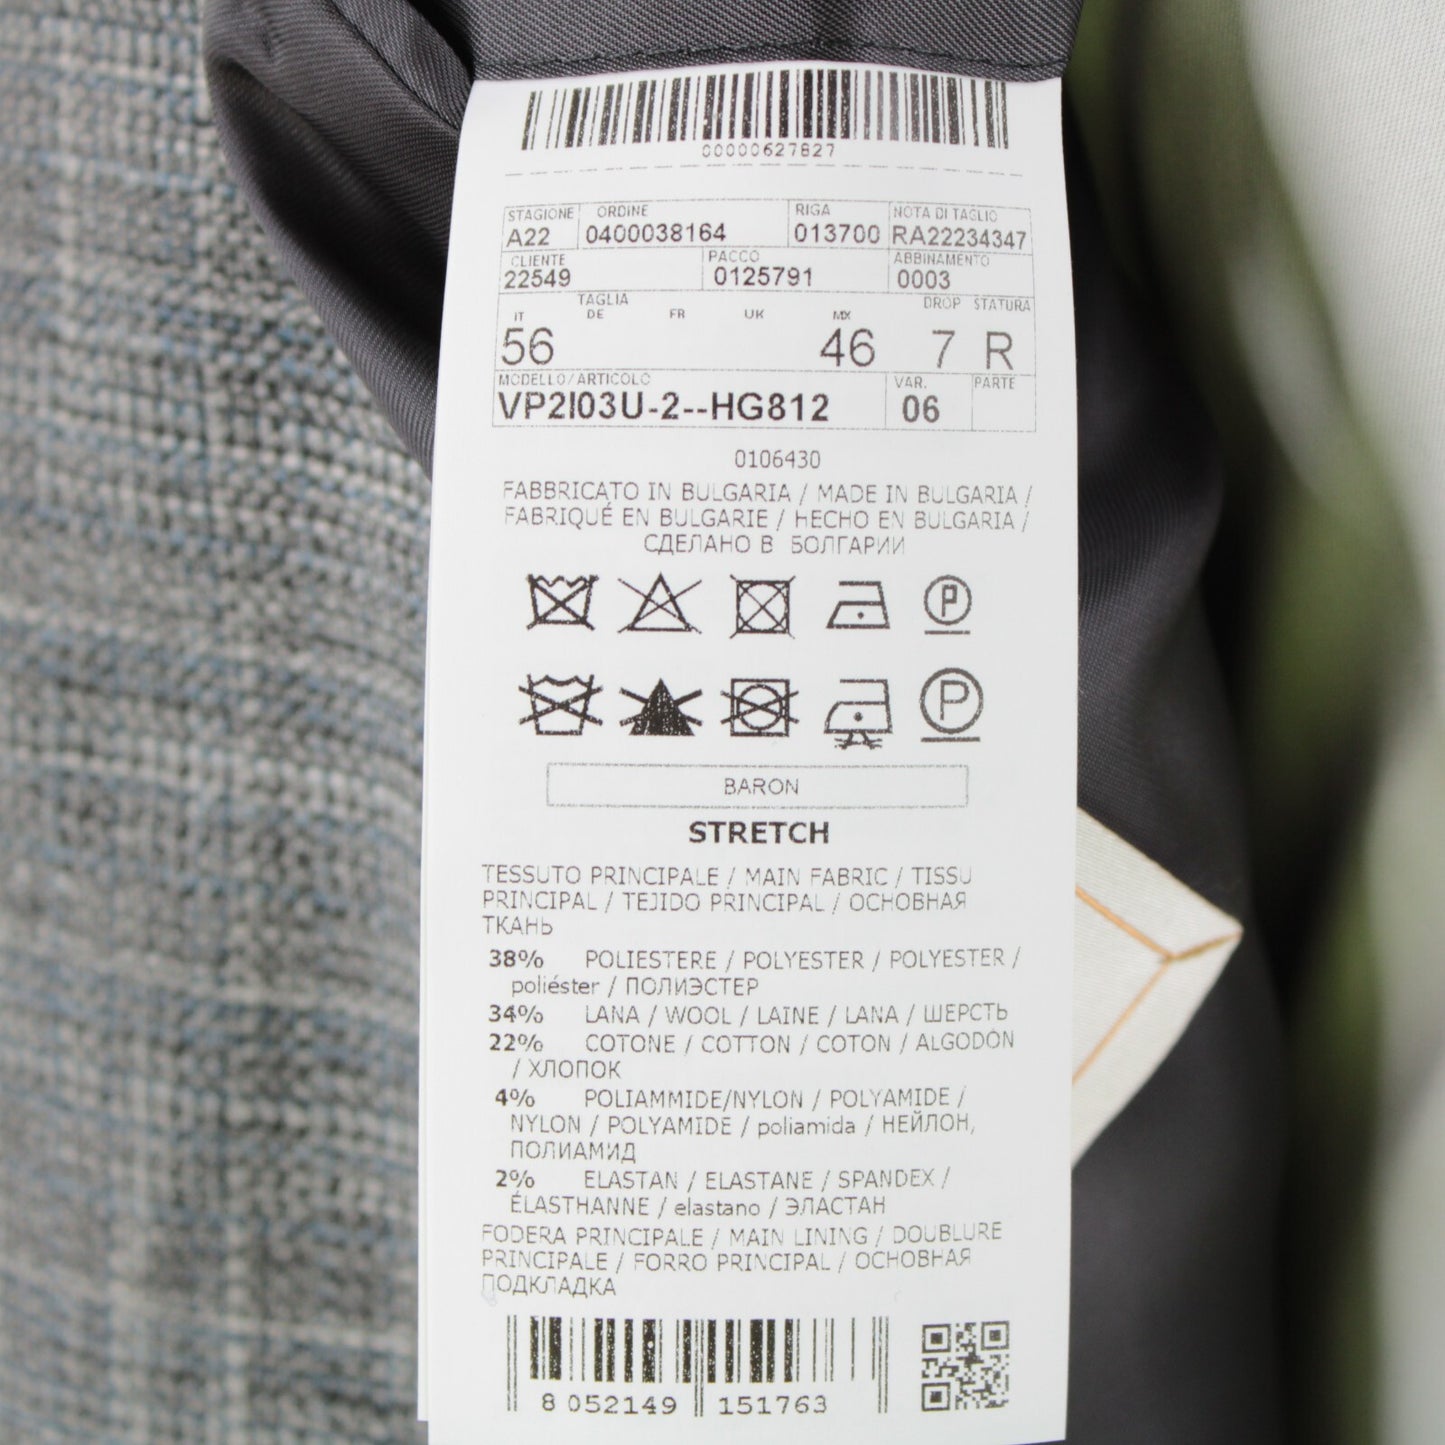 00000627827
STAGIONE ORDINE RIGA NOTA DI TAGLIO
A22 0400038164 013700 RA22234347
CLIENTE PACCO ABBINAMENTO
22549 0125791 0003
TAGLIA DROP STATURA
IT DE FR UK MX
56 46 7 R
MODELLO/ARTICOLO VAR. PARTE
VP2I03U-2--HG812 06
0106430
FABBRICATO IN BULGARIA / MADE IN BULGARIA /
FABRIQUÉ EN BULGARIE / HECHO EN BULGARIA /
СДЕЛАНО В БОЛГАРИИ
P
P
BARON
STRETCH
TESSUTO PRINCIPALE / MAIN FABRIC / TISSU
PRINCIPAL / TEJIDO PRINCIPAL / ОСНОВНАЯ
ТКАНЬ
38% POLIESTERE / POLYESTER / POLYESTER /
poliéster / ПОЛИЭСТЕР
34% LANA / WOOL / LAINE / LANA / ШЕРСТЬ
22% COTONE / COTTON / COTON / ALGODÓN
/ ХЛОПОК
4% POLIAMMIDE/NYLON / POLYAMIDE /
NYLON / POLYAMIDE / poliamida / НЕЙЛОН,
ПОЛИАМИД
2% ELASTAN / ELASTANE / SPANDEX /
ÉLASTHANNE / elastano / ЭЛАСТАН
FODERA PRINCIPALE / MAIN LINING / DOUBLURE
PRINCIPALE / FORRO PRINCIPAL / ОСНОВНАЯ
ПОДКЛАДКА
8 052149 151763